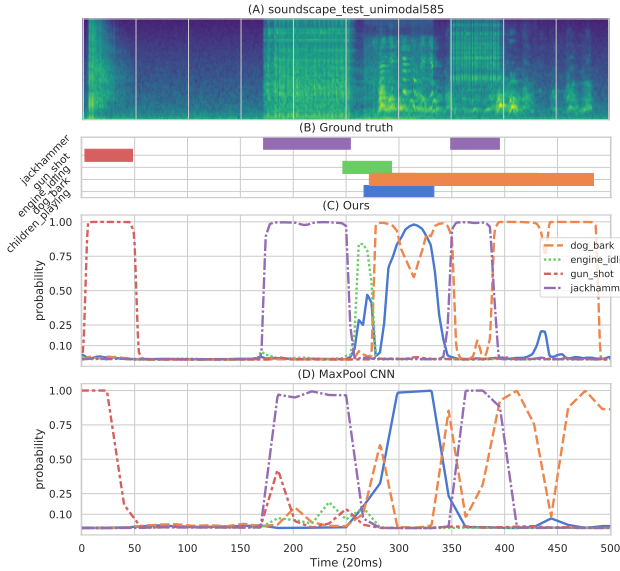 (A) soundscape_test_unimodal585
(B) Ground truth
jackhammer
gun_shot
engine_idling
dog_bark
children_playing
(C) Ours
1.00
0.75
0.50
0.25
0.10
probability
dog_bark
engine_idli
gun_shot
jackhamm
(D) MaxPool CNN
1.00
0.75
0.50
0.25
0.10
probability
0 50 100 150 200 250 300 350 400 450 500
Time (20ms)